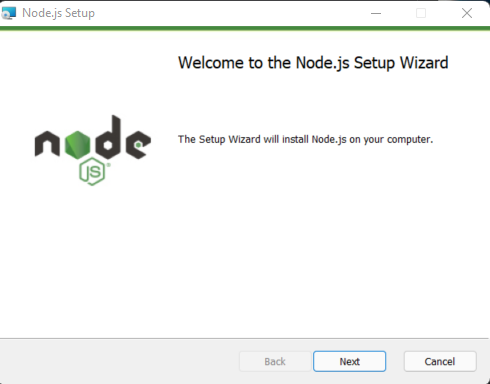 Node.js Setup
Welcome to the Node.js Setup Wizard
The Setup Wizard will install Node.js on your computer.
node
JS
Back
Next
Cancel